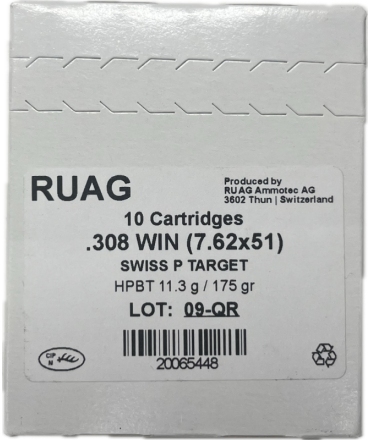 RUAG
Produced by
RUAG Ammotec AG
3602 Thun | Switzerland
10 Cartridges
.308 WIN (7.62x51)
SWISS P TARGET
HPBT 11.3 g / 175 gr
LOT: 09-QR
CIP
M
20065448